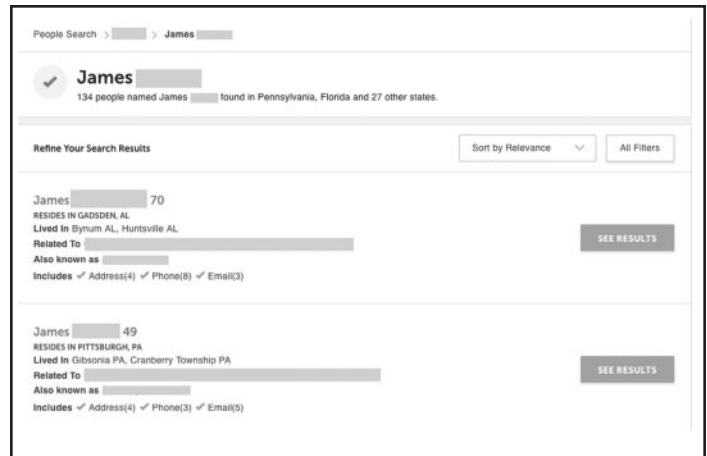 People Search > > James
James
134 people named James found in Pennsylvania, Florida and 27 other states.
Refine Your Search Results
Sort by Relevance
All Filters
James 70
RESIDES IN GADSDEN, AL
Lived In Bynum AL, Huntsville AL
Related To
Also known as
Includes ✓ Address(4) ✓ Phone(8) ✓ Email(3)
SEE RESULTS
James 49
RESIDES IN PITTSBURGH, PA
Lived In Gibsonia PA, Cranberry Township PA
Related To
Also known as
Includes ✓ Address(4) ✓ Phone(3) ✓ Email(5)
SEE RESULTS